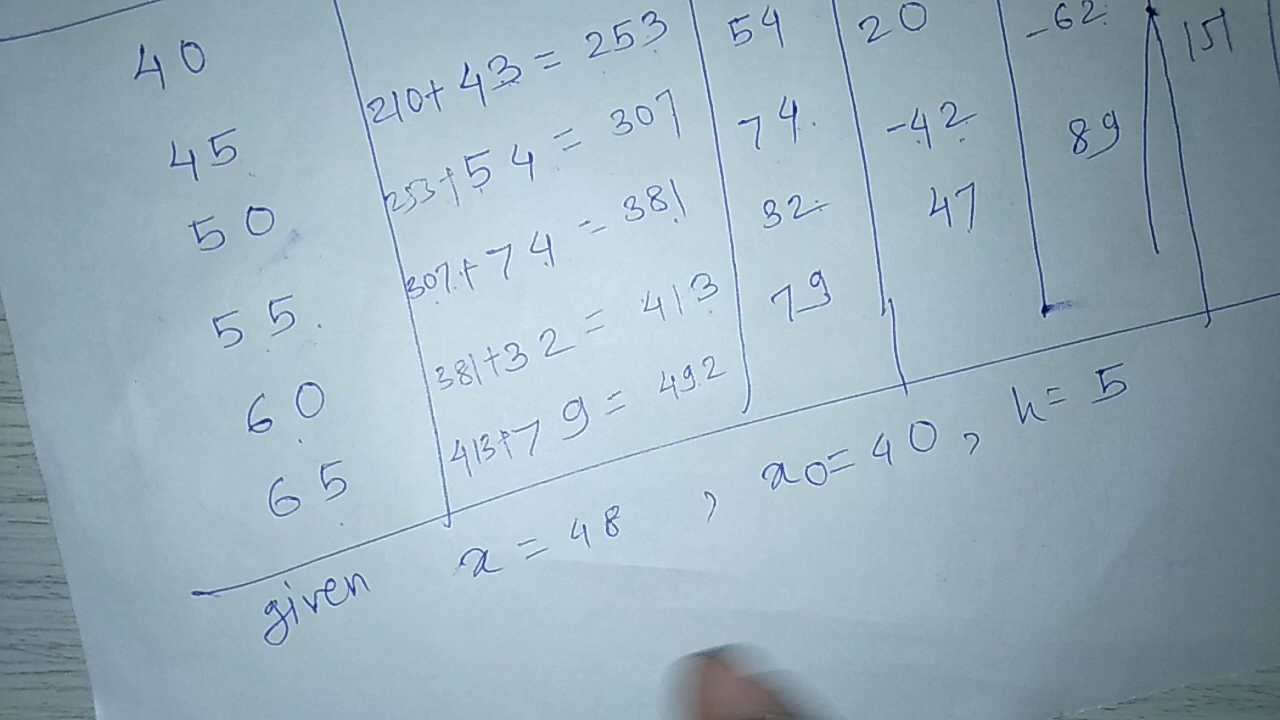 40 210+43=253 54 20 -62 151
45 253+54=307 74 -42 89
50 307+74=381 32 47
55 381+32=413 79
60 413+79=492
65
given x=48, x0=40, h=5